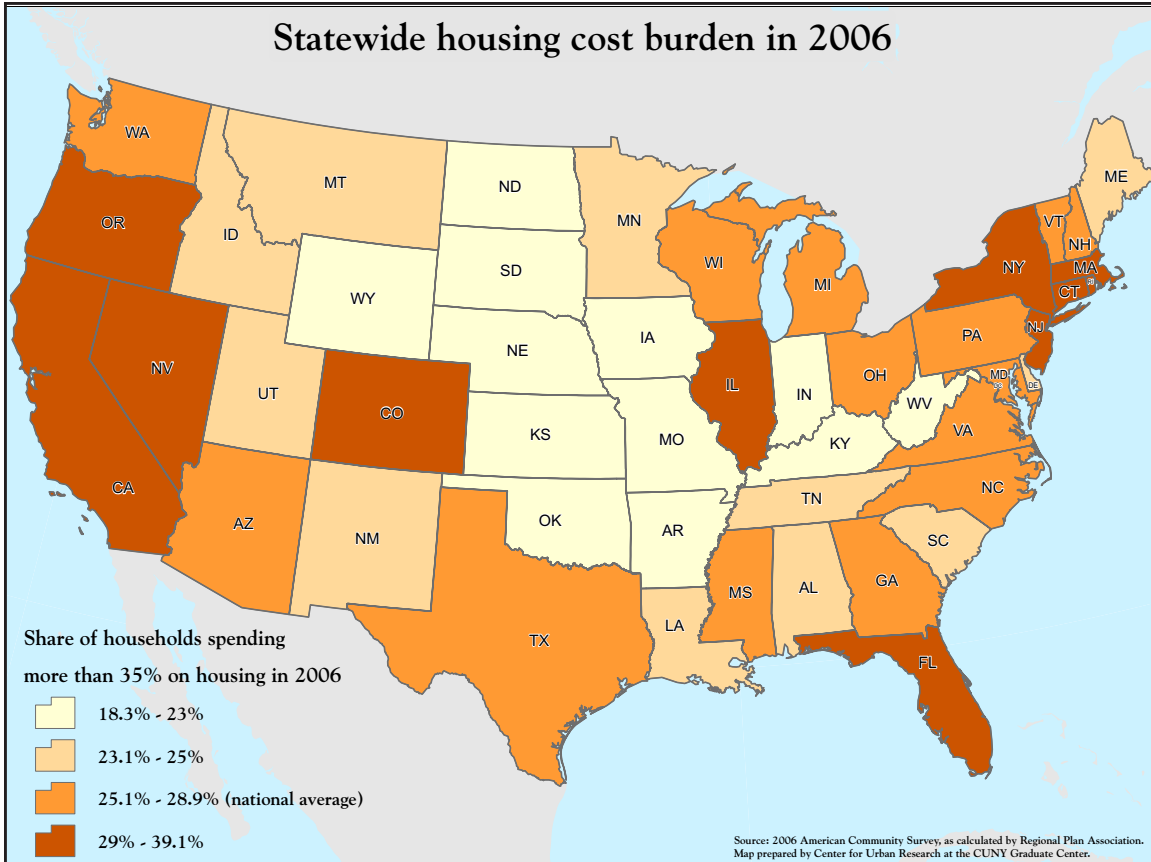 Statewide housing cost burden in 2006
WA
OR
ID
MT
ND
MN
SD
WY
NE
IA
WI
MI
ME
VT
NH
NY
MA
CT
RI
NJ
PA
NV
UT
CO
KS
MO
IL
IN
OH
WV
MD
DC
DE
VA
KY
CA
AZ
NM
OK
AR
TN
NC
SC
TX
LA
MS
AL
GA
FL
Share of households spending
more than 35% on housing in 2006
18.3% - 23%
23.1% - 25%
25.1% - 28.9% (national average)
29% - 39.1%
Source: 2006 American Community Survey, as calculated by Regional Plan Association.
Map prepared by Center for Urban Research at the CUNY Graduate Center.